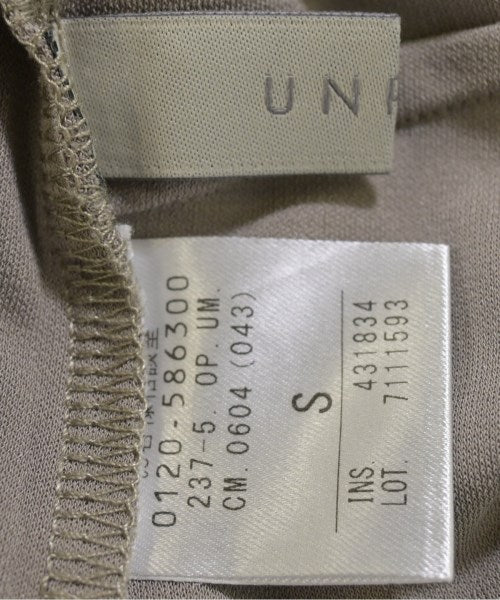 UN
0120-586300
237-5. OP. UM.
CM. 0604 (043)
S
INS. 431834
LOT. 7111593